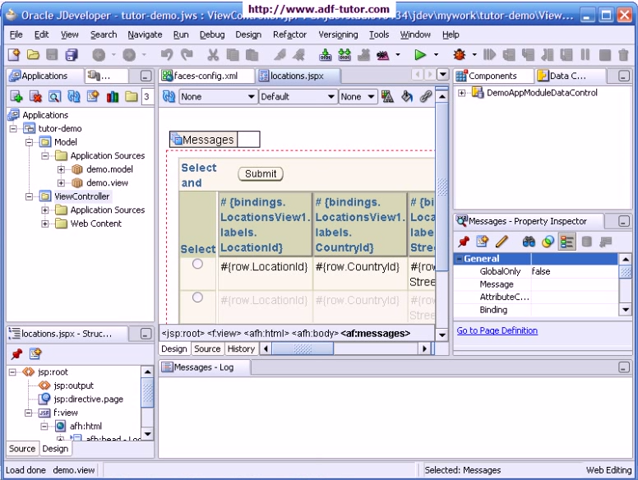 http://www.adf-tutor.com
Oracle JDeveloper - tutor-demo.jws : ViewCon
File Edit View Search Navigate Run Debug Design Refactor Versioning Tools Window Help
Applications
faces-config.xml
locations.jspx
Components
Data C...
3
None
Default
None
DemoAppModuleDataControl
Applications
tutor-demo
Model
Application Sources
demo.model
demo.view
ViewController
Application Sources
Web Content
Messages
Select and
Submit
Select
# {bindings. LocationsView1. labels. LocationId}
# {bindings. LocationsView1. labels. CountryId}
#{row.LocationId}
#{row.CountryId}
#{row.LocationId}
#{row.CountryId}
<jsp:root> <f:view> <afh:html> <afh:body> <af:messages>
Design Source History
Messages - Property Inspector
General
GlobalOnly false
Message
AttributeC...
Binding
Go to Page Definition
locations.jspx - Struc...
jsp:root
jsp:output
jsp:directive.page
f:view
afh:html
Source Design
Messages - Log
Load done demo.view
Selected: Messages
Web Editing